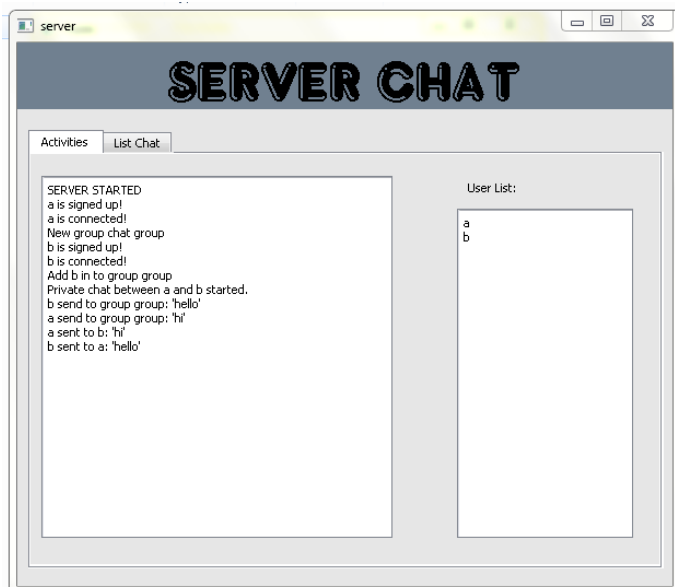 server
SERVER CHAT
Activities
List Chat
SERVER STARTED
a is signed up!
a is connected!
New group chat group
b is signed up!
b is connected!
Add b in to group group
Private chat between a and b started.
b send to group group: 'hello'
a send to group group: 'hi'
a sent to b: 'hi'
b sent to a: 'hello'
User List:
a
b